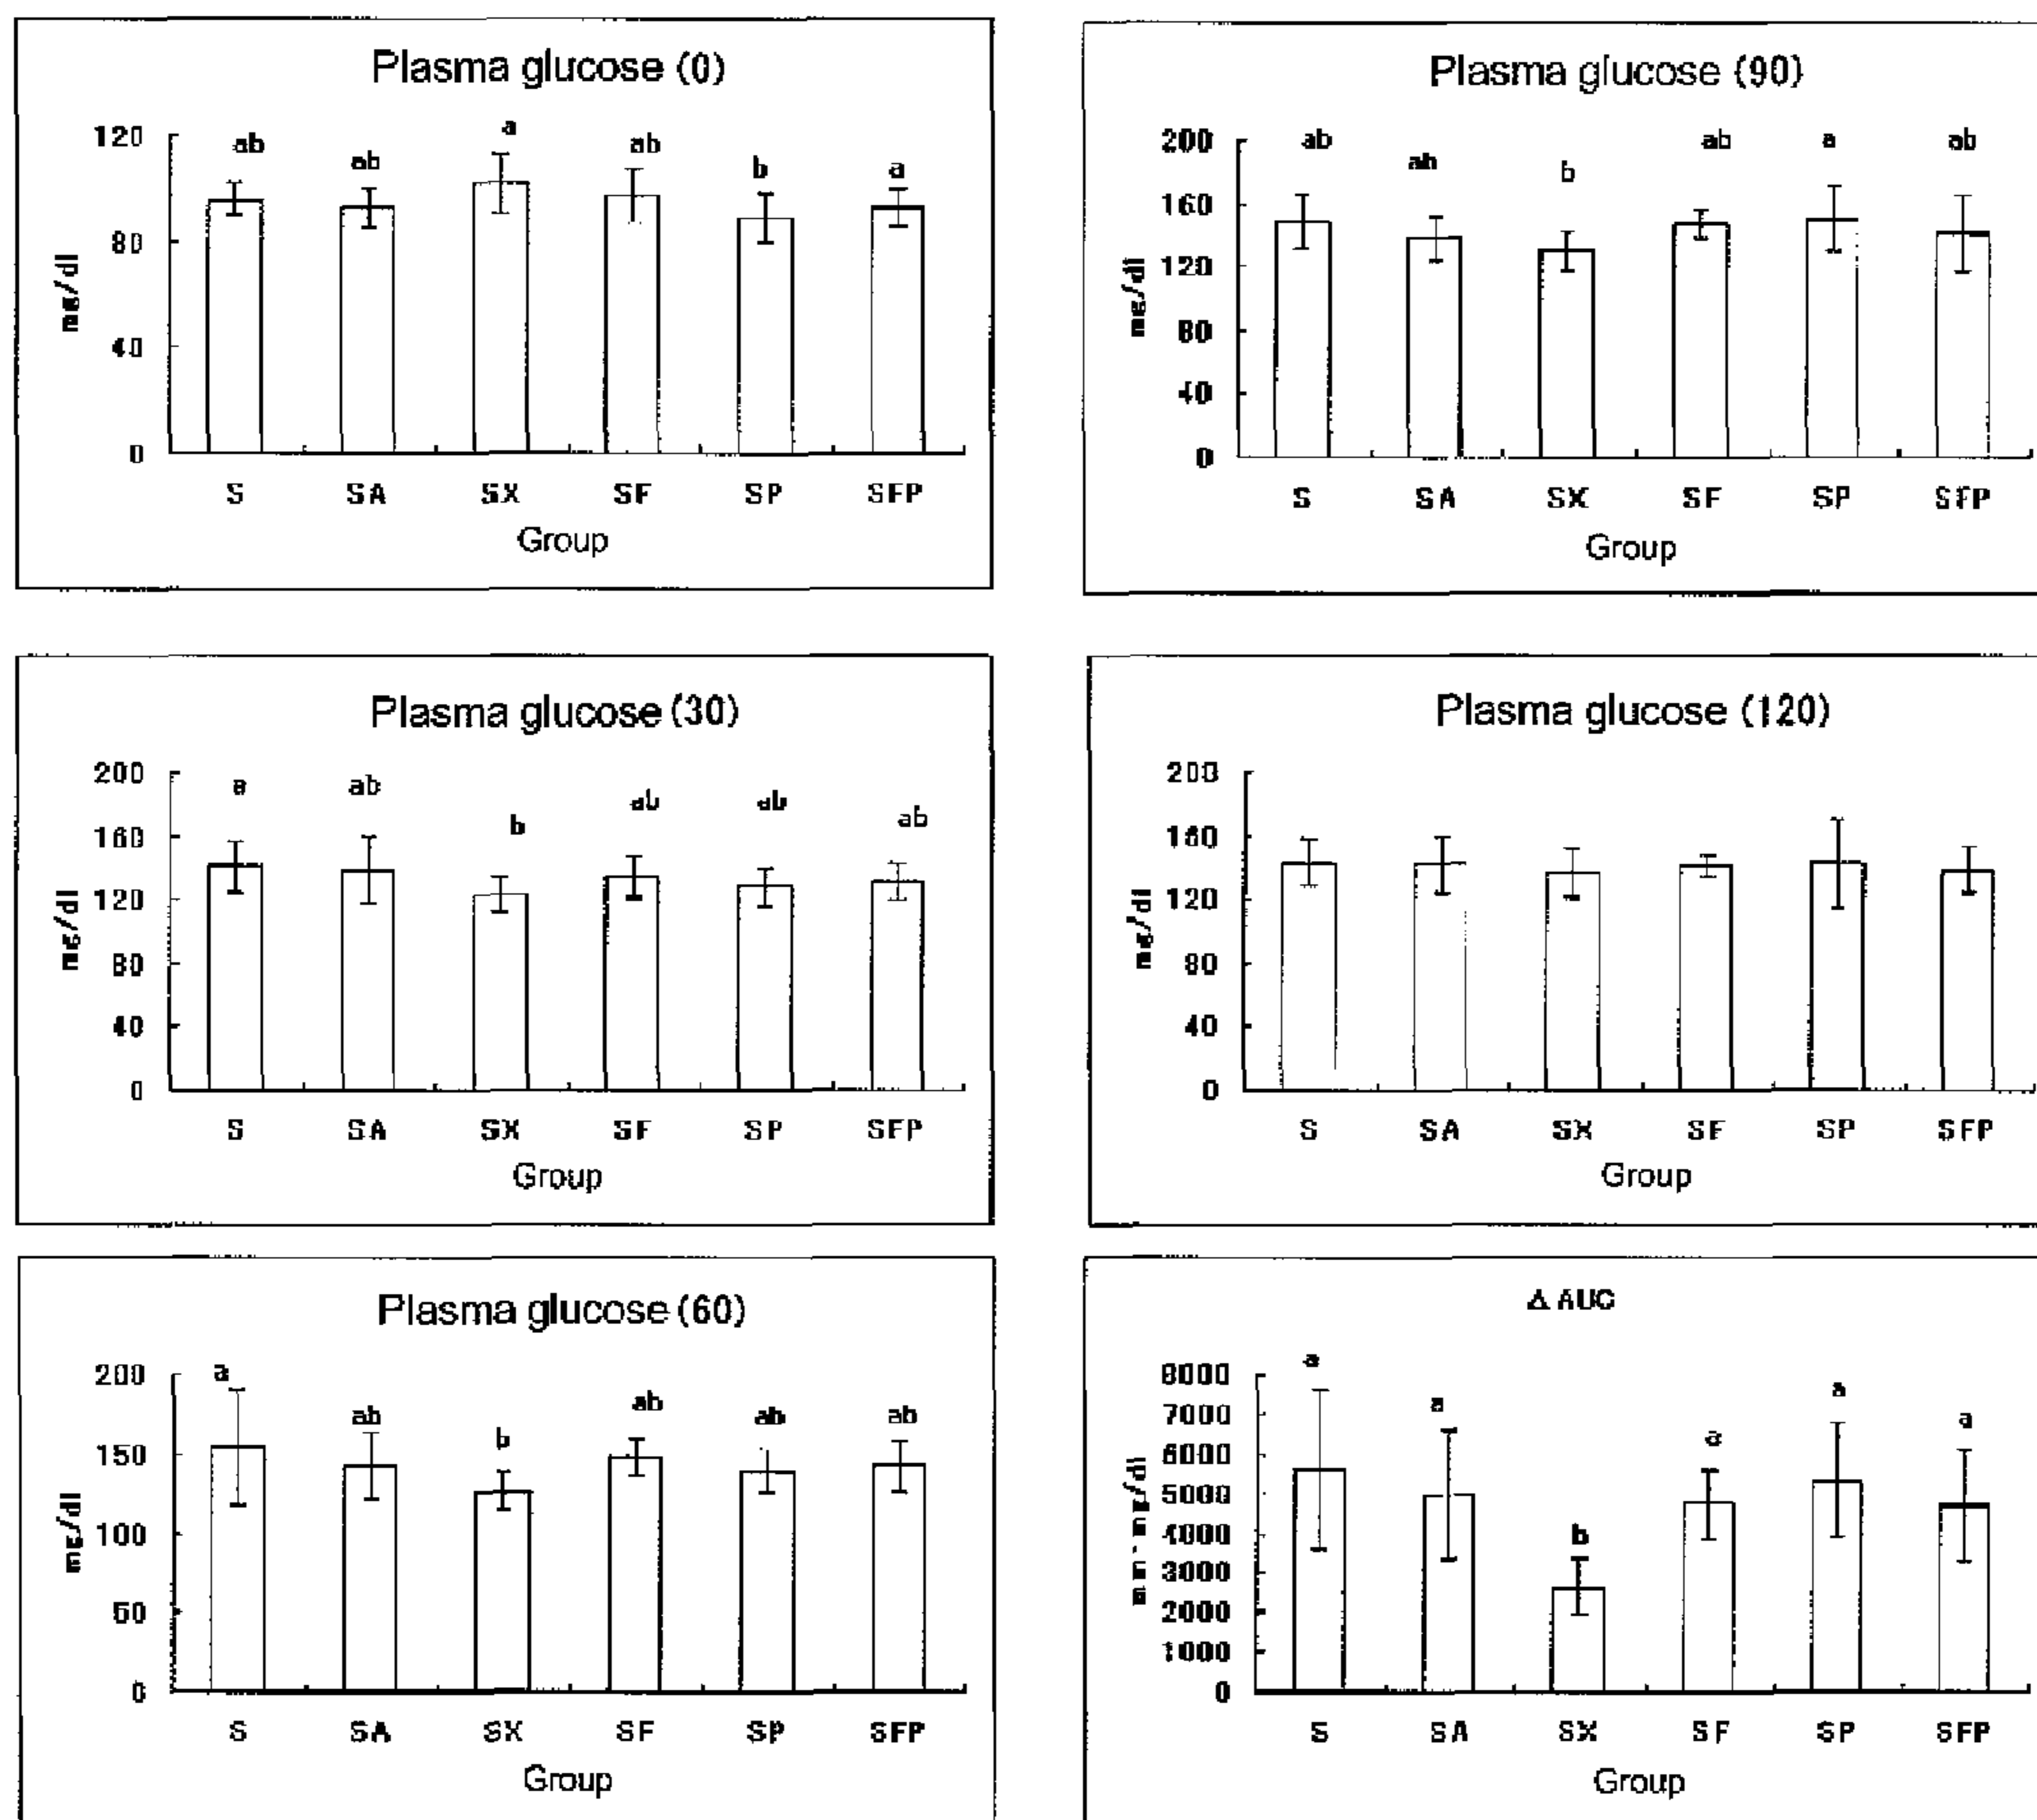 Plasma glucose (0)
a
ab ab
ab b a
120
80
40
0
mg/dl
S SA SX SF SP SFP
Group
Plasma glucose (90)
ab ab a ab
ab b
200
160
120
80
40
0
mg/dl
S SA SX SF SP SFP
Group
Plasma glucose (30)
a ab b ab ab ab
200
160
120
80
40
0
mg/dl
S SA SX SF SP SFP
Group
Plasma glucose (120)
200
160
120
80
40
0
mg/dl
S SA SX SF SP SFP
Group
Plasma glucose (60)
a ab b ab ab ab
200
150
100
50
0
mg/dl
S SA SX SF SP SFP
Group
Δ AUC
a a b a a a
8000
7000
6000
5000
4000
3000
2000
1000
0
S SA SX SF SP SFP
Group